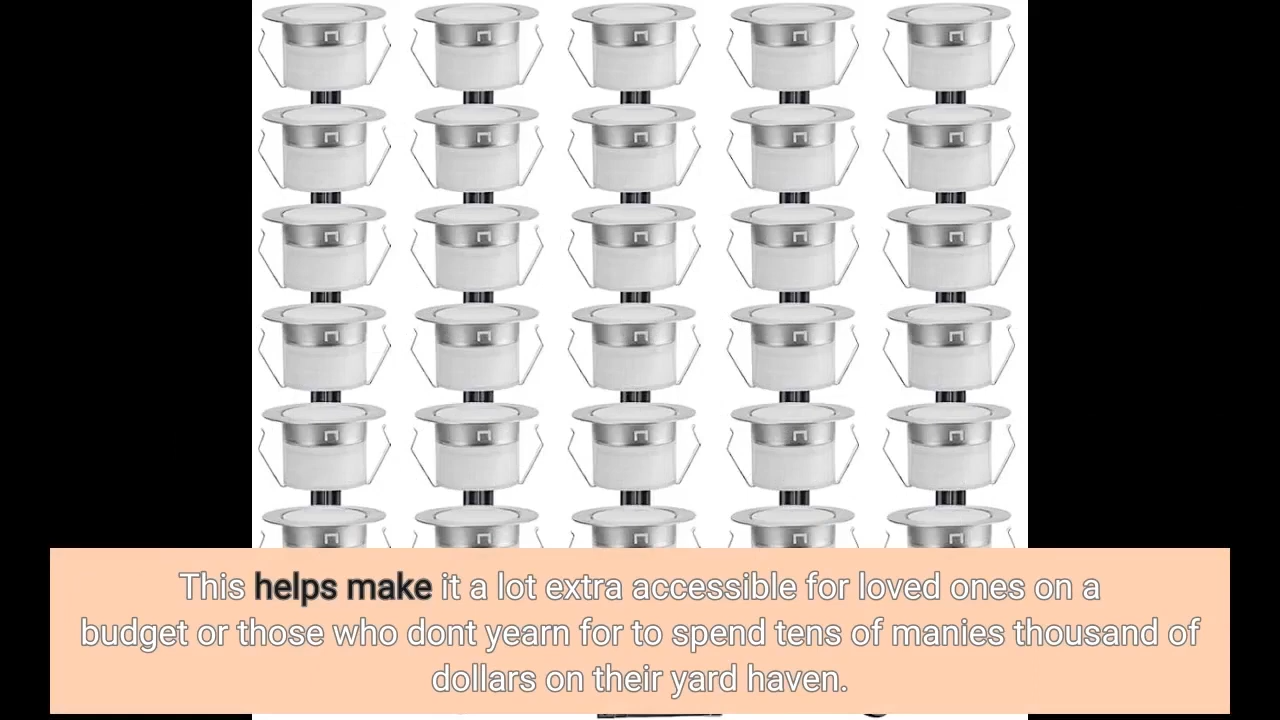 This helps make it a lot extra accessible for loved ones on a
budget or those who dont yearn for to spend tens of manies thousand of
dollars on their yard haven.